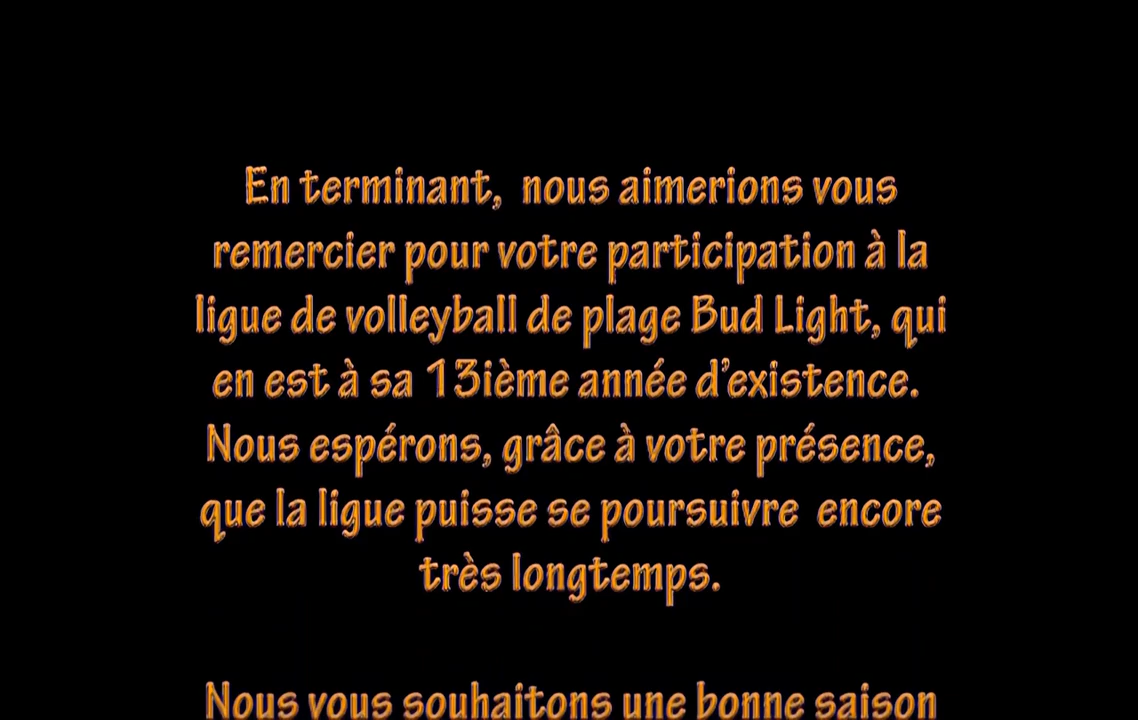 En terminant, nous aimerions vous
remercier pour votre participation à la
ligue de volleyball de plage Bud Light, qui
en est à sa 13ième année d'existence.
Nous espérons, grâce à votre présence,
que la ligue puisse se poursuivre encore
très longtemps.
Nous vous souhaitons une bonne saison